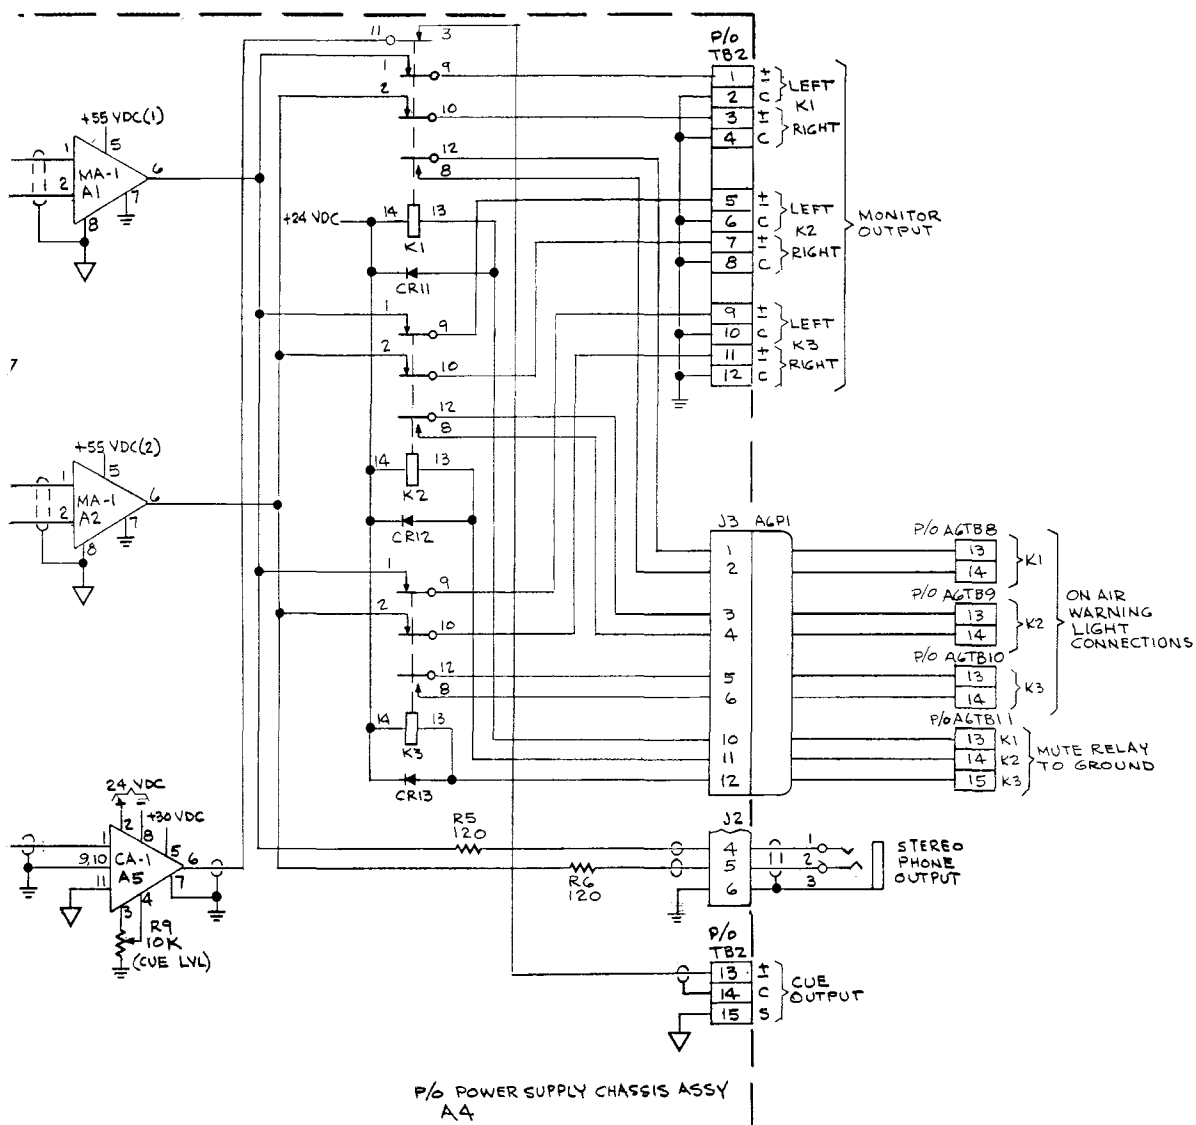 11
3
P/O
TB2
1
9
1 ± LEFT
2 C
K1
2
10
3 ± RIGHT
4 C
+55 VDC(1)
5
1
MA-1
A1
6
2
7
8
12
8
+24 VDC
14
13
K1
CR11
5 ± LEFT
6 C
K2
7 ± RIGHT
8 C
MONITOR
OUTPUT
1
9
2
10
9 ± LEFT
10 C
K3
11 ± RIGHT
12 C
7
12
8
+55 VDC(2)
5
1
MA-1
A2
6
2
7
8
14
13
K2
CR12
J3 A6P1
1
2
3
4
5
6
10
11
12
P/O A6TB8
13
14
K1
P/O A6TB9
13
14
K2
P/O A6TB10
13
14
K3
ON AIR
WARNING
LIGHT
CONNECTIONS
P/O A6TB11
13 K1
14 K2
15 K3
MUTE RELAY
TO GROUND
1
9
2
10
12
8
14
13
K3
CR13
24 VDC
+ -
+30 VDC
2
8
5
1
9,10
CA-1
A5
6
11
7
3
4
R9
10K
(CUE LVL)
R5
120
R6
120
J2
4
5
6
1
2
3
STEREO
PHONE
OUTPUT
P/O
TB2
13 ±
14 C
15 S
CUE
OUTPUT
P/O POWER SUPPLY CHASSIS ASSY
A4